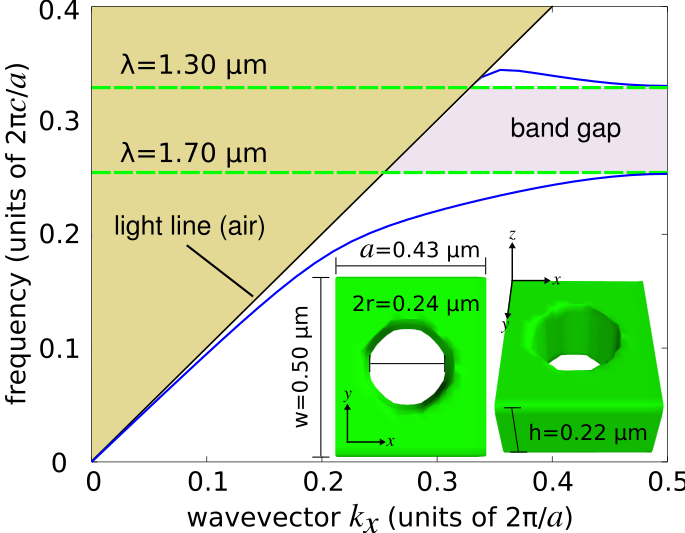 0.4
λ=1.30 μm
0.3
band gap
λ=1.70 μm
light line (air)
0.2
a=0.43 μm
2r=0.24 μm
w=0.50 μm
y
x
z
x
y
h=0.22 μm
0.1
0
frequency (units of 2πc/a)
0 0.1 0.2 0.3 0.4 0.5
wavevector kx (units of 2π/a)